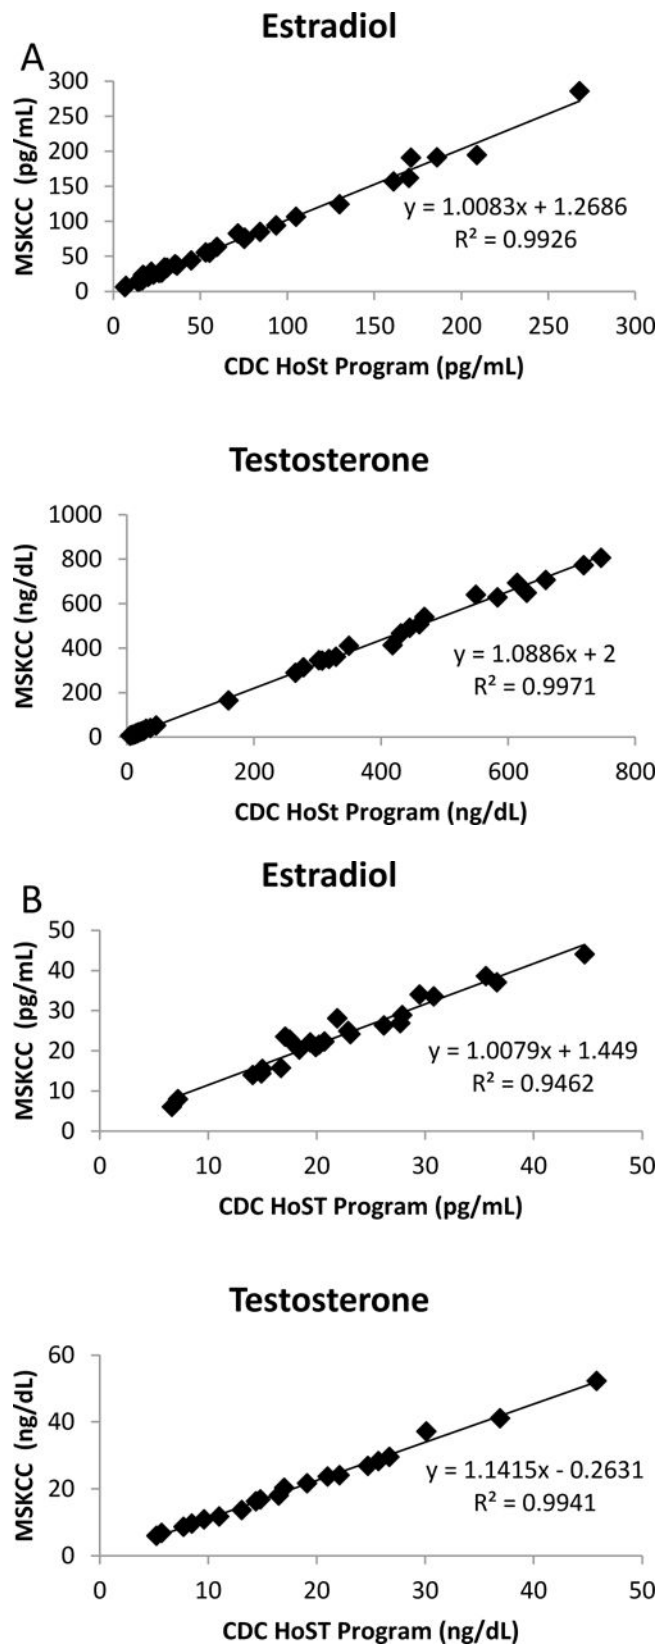 Estradiol
A
300
250
200
150
100
50
0
MSKCC (pg/mL)
y = 1.0083x + 1.2686
R² = 0.9926
0 50 100 150 200 250 300
CDC HoSt Program (pg/mL)
Testosterone
1000
800
600
400
200
0
MSKCC (ng/dL)
y = 1.0886x + 2
R² = 0.9971
0 200 400 600 800
CDC HoSt Program (ng/dL)
Estradiol
B
50
40
30
20
10
0
MSKCC (pg/mL)
y = 1.0079x + 1.449
R² = 0.9462
0 10 20 30 40 50
CDC HoST Program (pg/mL)
Testosterone
60
40
20
0
MSKCC (ng/dL)
y = 1.1415x - 0.2631
R² = 0.9941
0 10 20 30 40 50
CDC HoST Program (ng/dL)